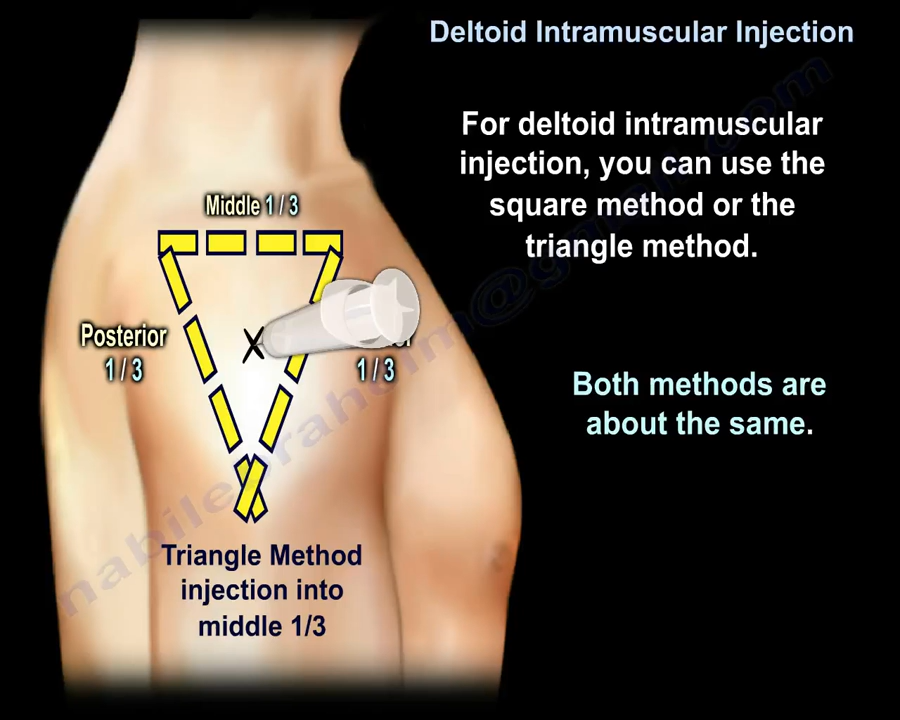 Deltoid Intramuscular Injection
For deltoid intramuscular
injection, you can use the
square method or the
triangle method.
Both methods are
about the same.
Middle 1 / 3
Posterior
1 / 3
1 / 3
Triangle Method
injection into
middle 1/3